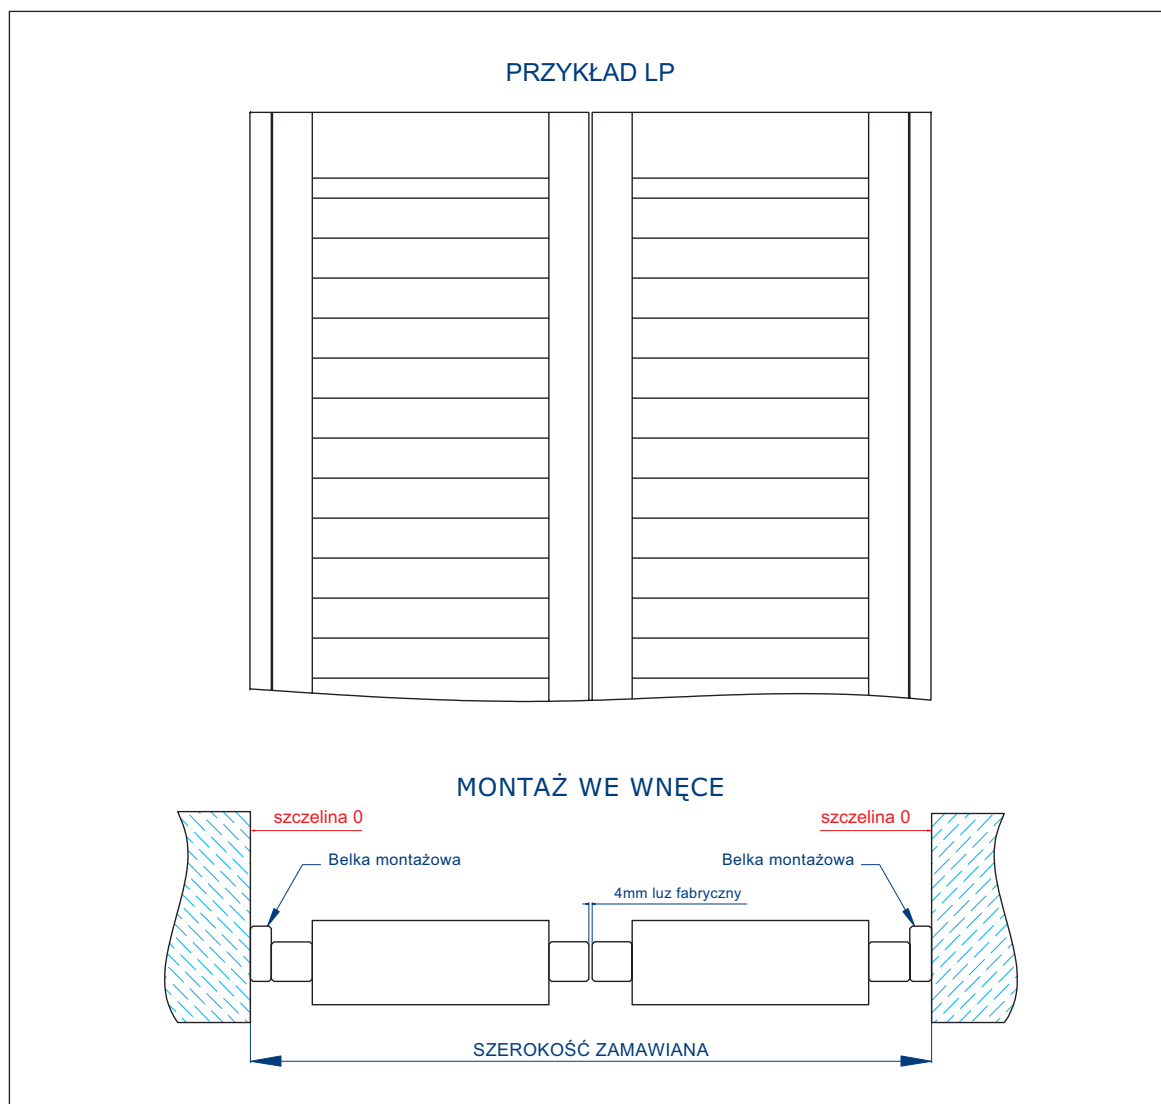 PRZYKŁAD LP
MONTAŻ WE WNĘCE
szczelina 0
szczelina 0
Belka montażowa
Belka montażowa
4mm luz fabryczny
SZEROKOŚĆ ZAMAWIANA